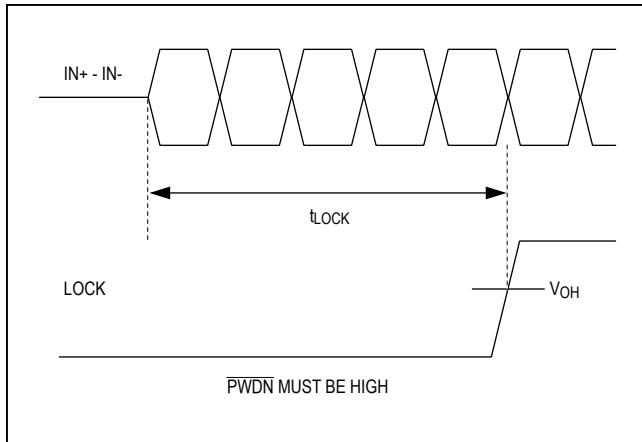 IN+ - IN-
tLOCK
LOCK
VOH
PWDN MUST BE HIGH